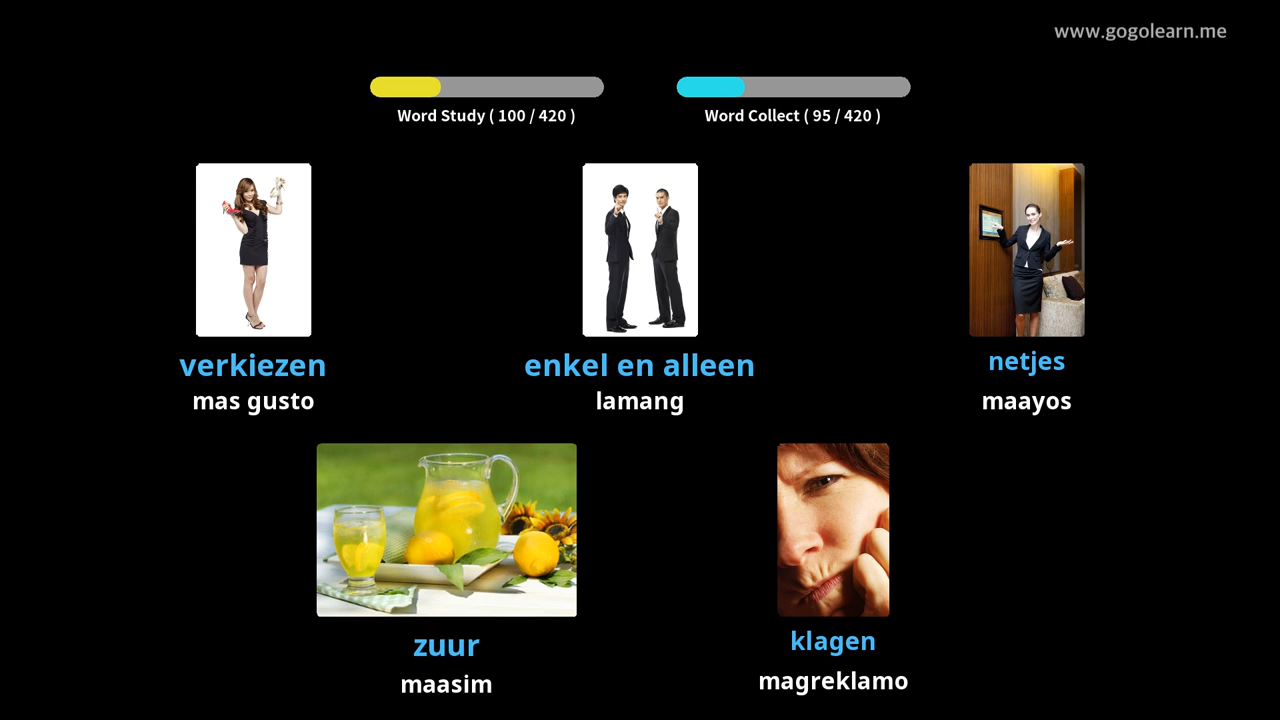 www.gogolearn.me
Word Study ( 100 / 420 )
Word Collect ( 95 / 420 )
verkiezen
mas gusto
enkel en alleen
lamang
netjes
maayos
zuur
maasim
klagen
magreklamo